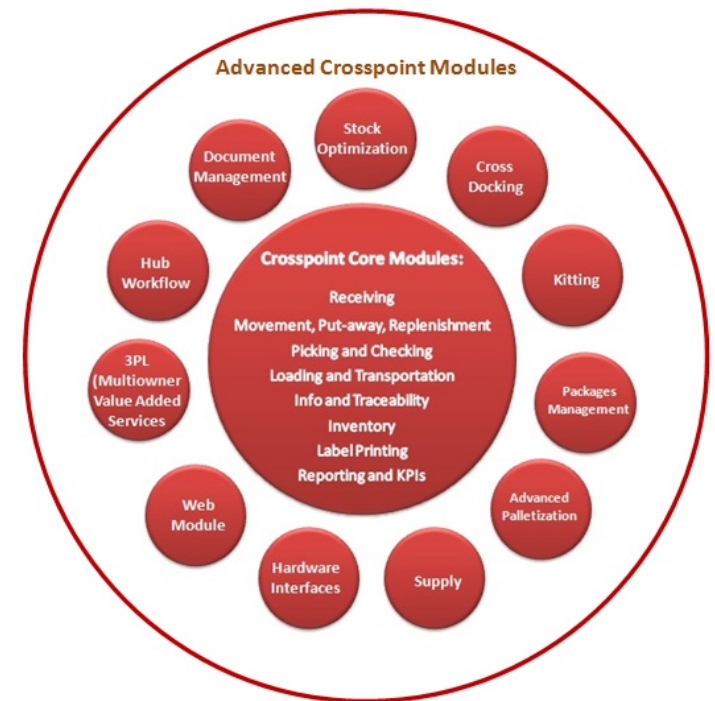 Advanced Crosspoint Modules
Stock
Optimization
Cross
Docking
Kitting
Packages
Management
Advanced
Palletization
Supply
Hardware
Interfaces
Web
Module
3PL
(Multiowner
Value Added
Services
Hub
Workflow
Document
Management
Crosspoint Core Modules:
Receiving
Movement, Put-away, Replenishment
Picking and Checking
Loading and Transportation
Info and Traceability
Inventory
Label Printing
Reporting and KPIs